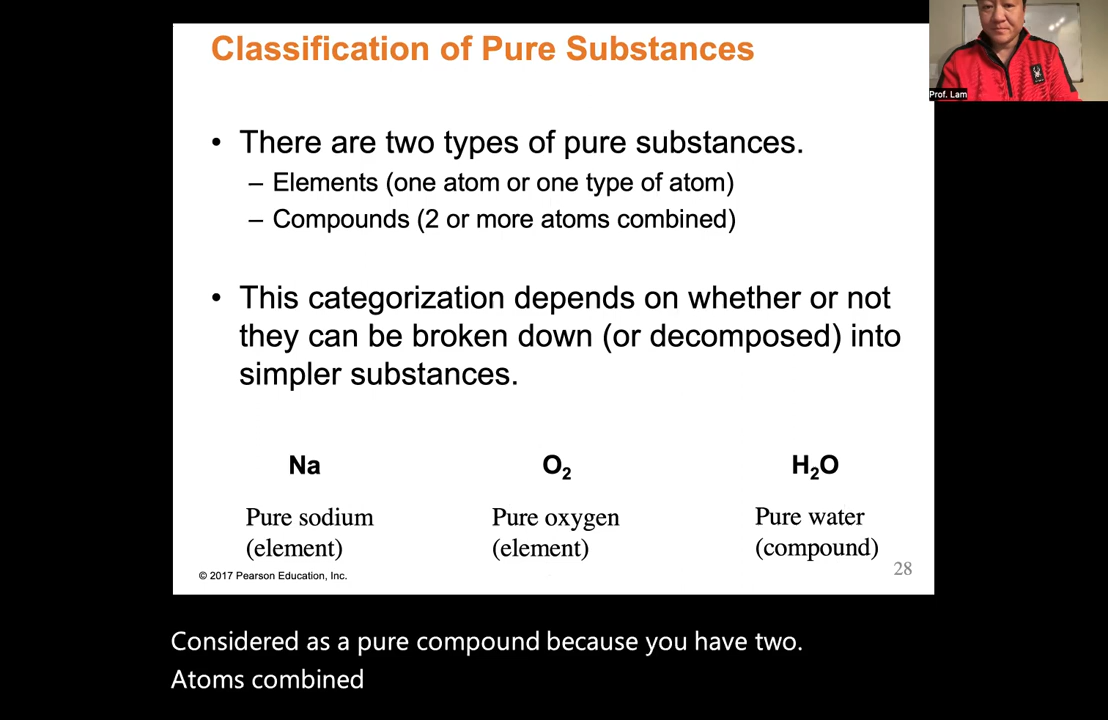 Classification of Pure Substances
Prof. Lam
• There are two types of pure substances.
– Elements (one atom or one type of atom)
– Compounds (2 or more atoms combined)
• This categorization depends on whether or not
they can be broken down (or decomposed) into
simpler substances.
Na O₂ H₂O
Pure sodium Pure oxygen Pure water
(element) (element) (compound)
© 2017 Pearson Education, Inc. 28
Considered as a pure compound because you have two.
Atoms combined